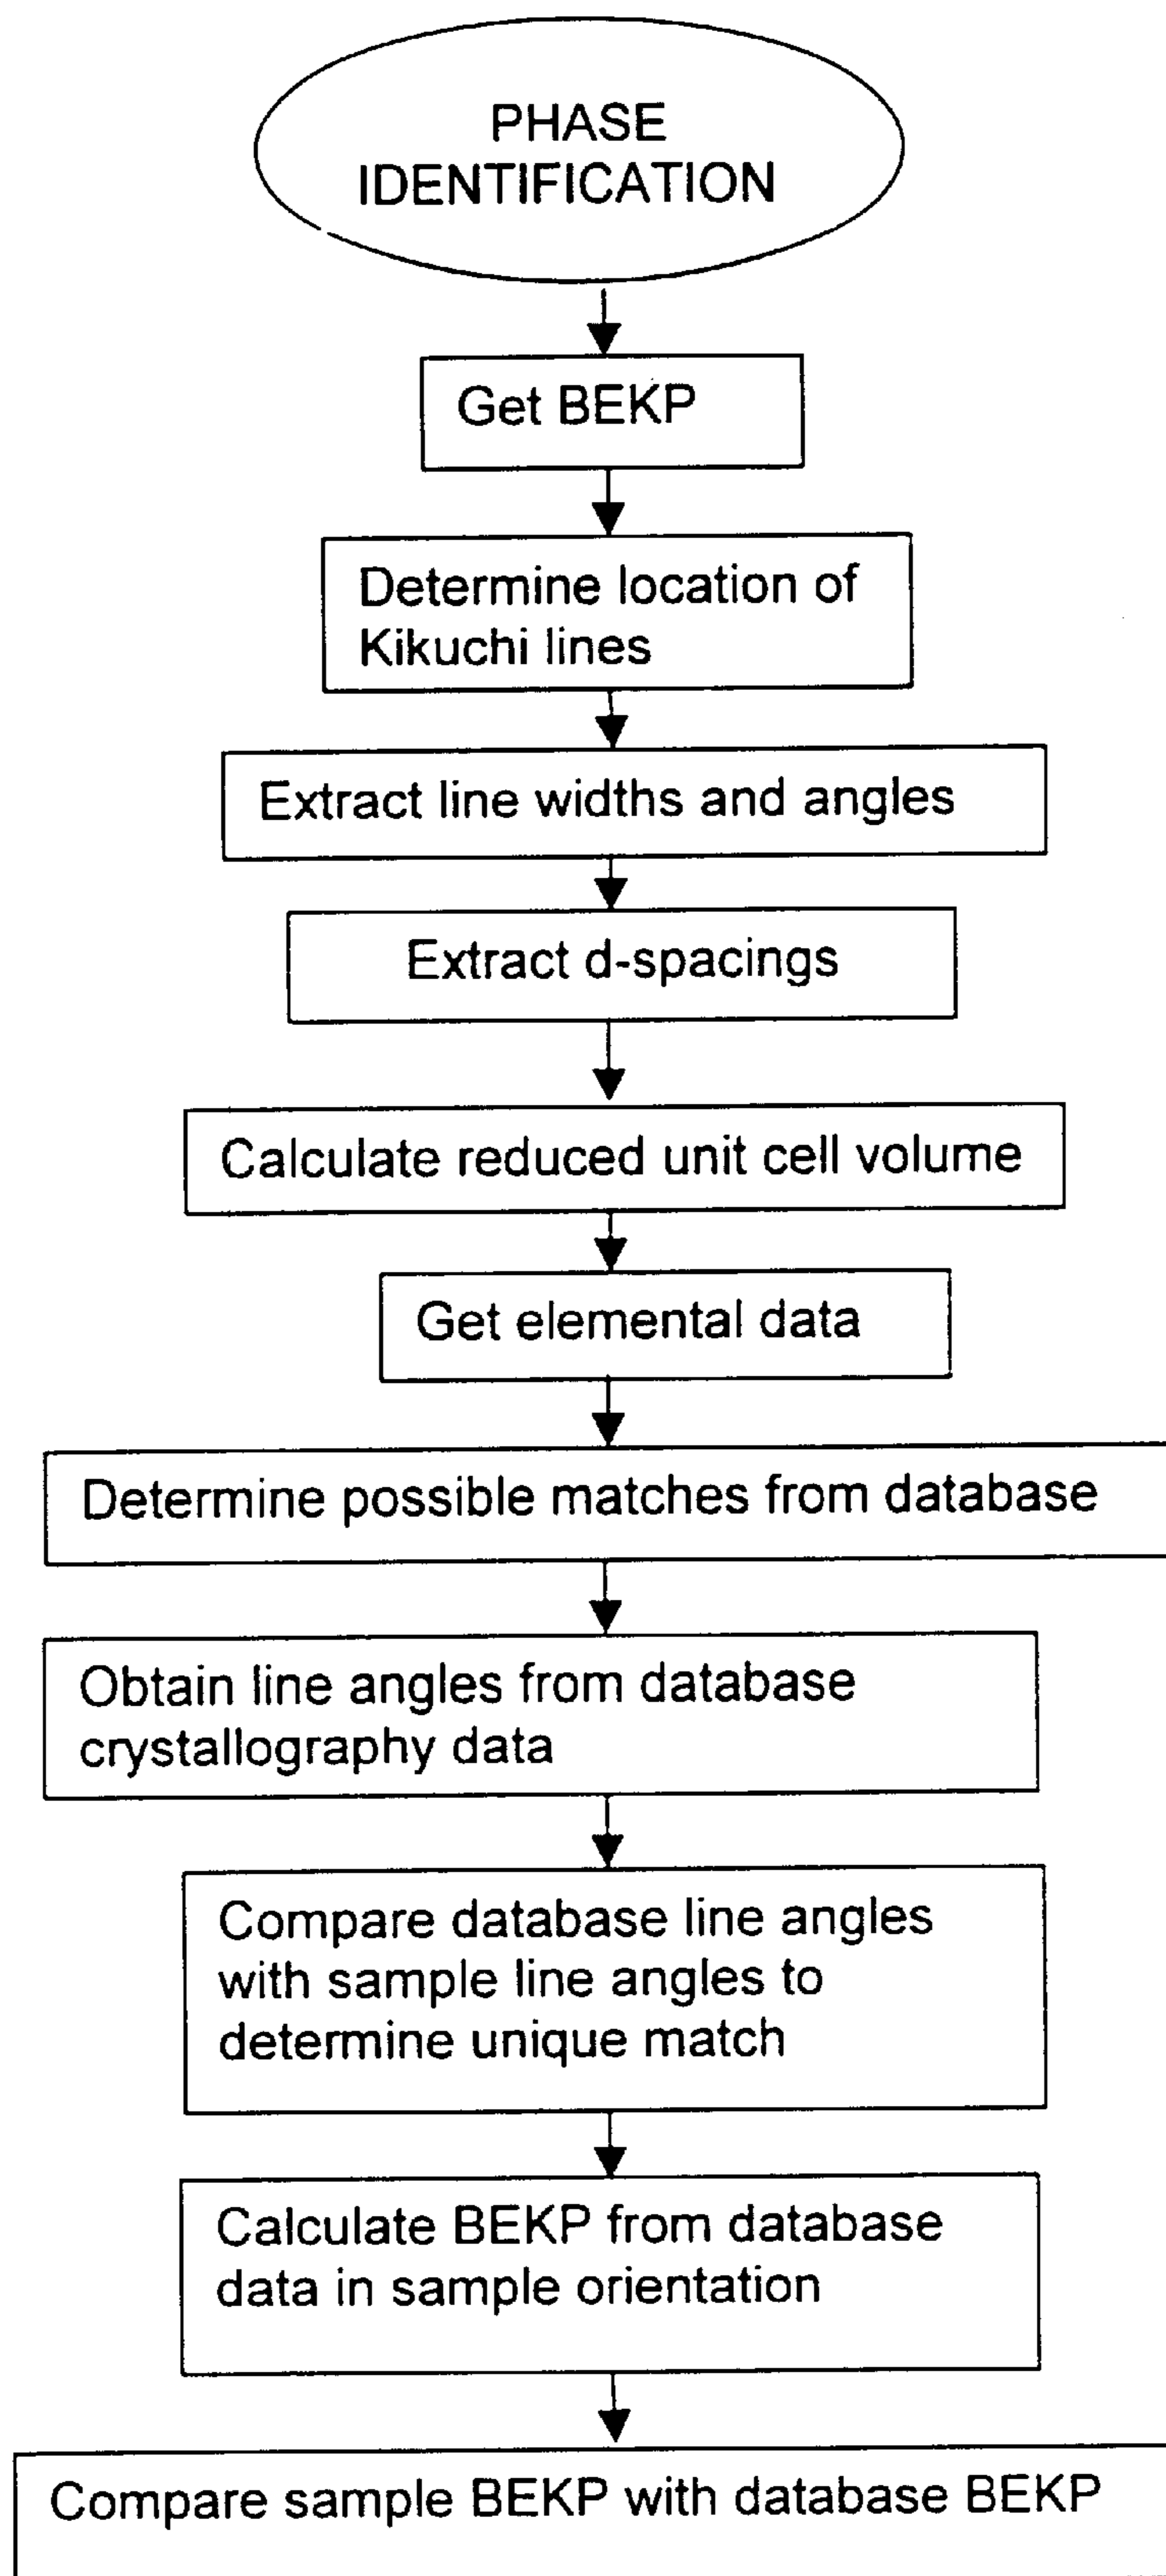 PHASE
IDENTIFICATION
Get BEKP
Determine location of
Kikuchi lines
Extract line widths and angles
Extract d-spacings
Calculate reduced unit cell volume
Get elemental data
Determine possible matches from database
Obtain line angles from database
crystallography data
Compare database line angles
with sample line angles to
determine unique match
Calculate BEKP from database
data in sample orientation
Compare sample BEKP with database BEKP